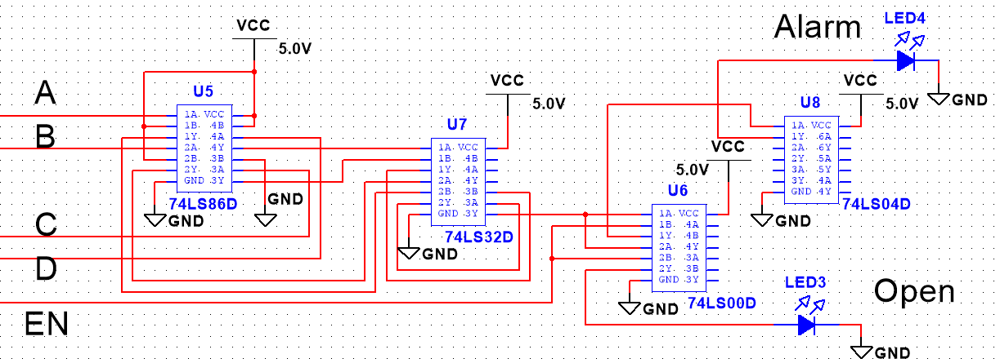 Alarm
LED4
GND
VCC
5.0V
A
B
C
D
EN
U5
1A VCC
1B 4B
1Y 4A
2A 4Y
2B 3B
2Y 3A
GND 3Y
74LS86D
GND
GND
VCC
5.0V
U7
1A VCC
1B 4B
1Y 4A
2A 4Y
2B 3B
2Y 3A
GND 3Y
74LS32D
GND
VCC
5.0V
U6
1A VCC
1B 4A
1Y 4B
2A 4Y
2B 3A
2Y 3B
GND 3Y
74LS00D
GND
VCC
5.0V
U8
1A VCC
1Y 6A
2A 6Y
2Y 5A
3A 5Y
3Y 4A
GND 4Y
74LS04D
GND
LED3
Open
GND